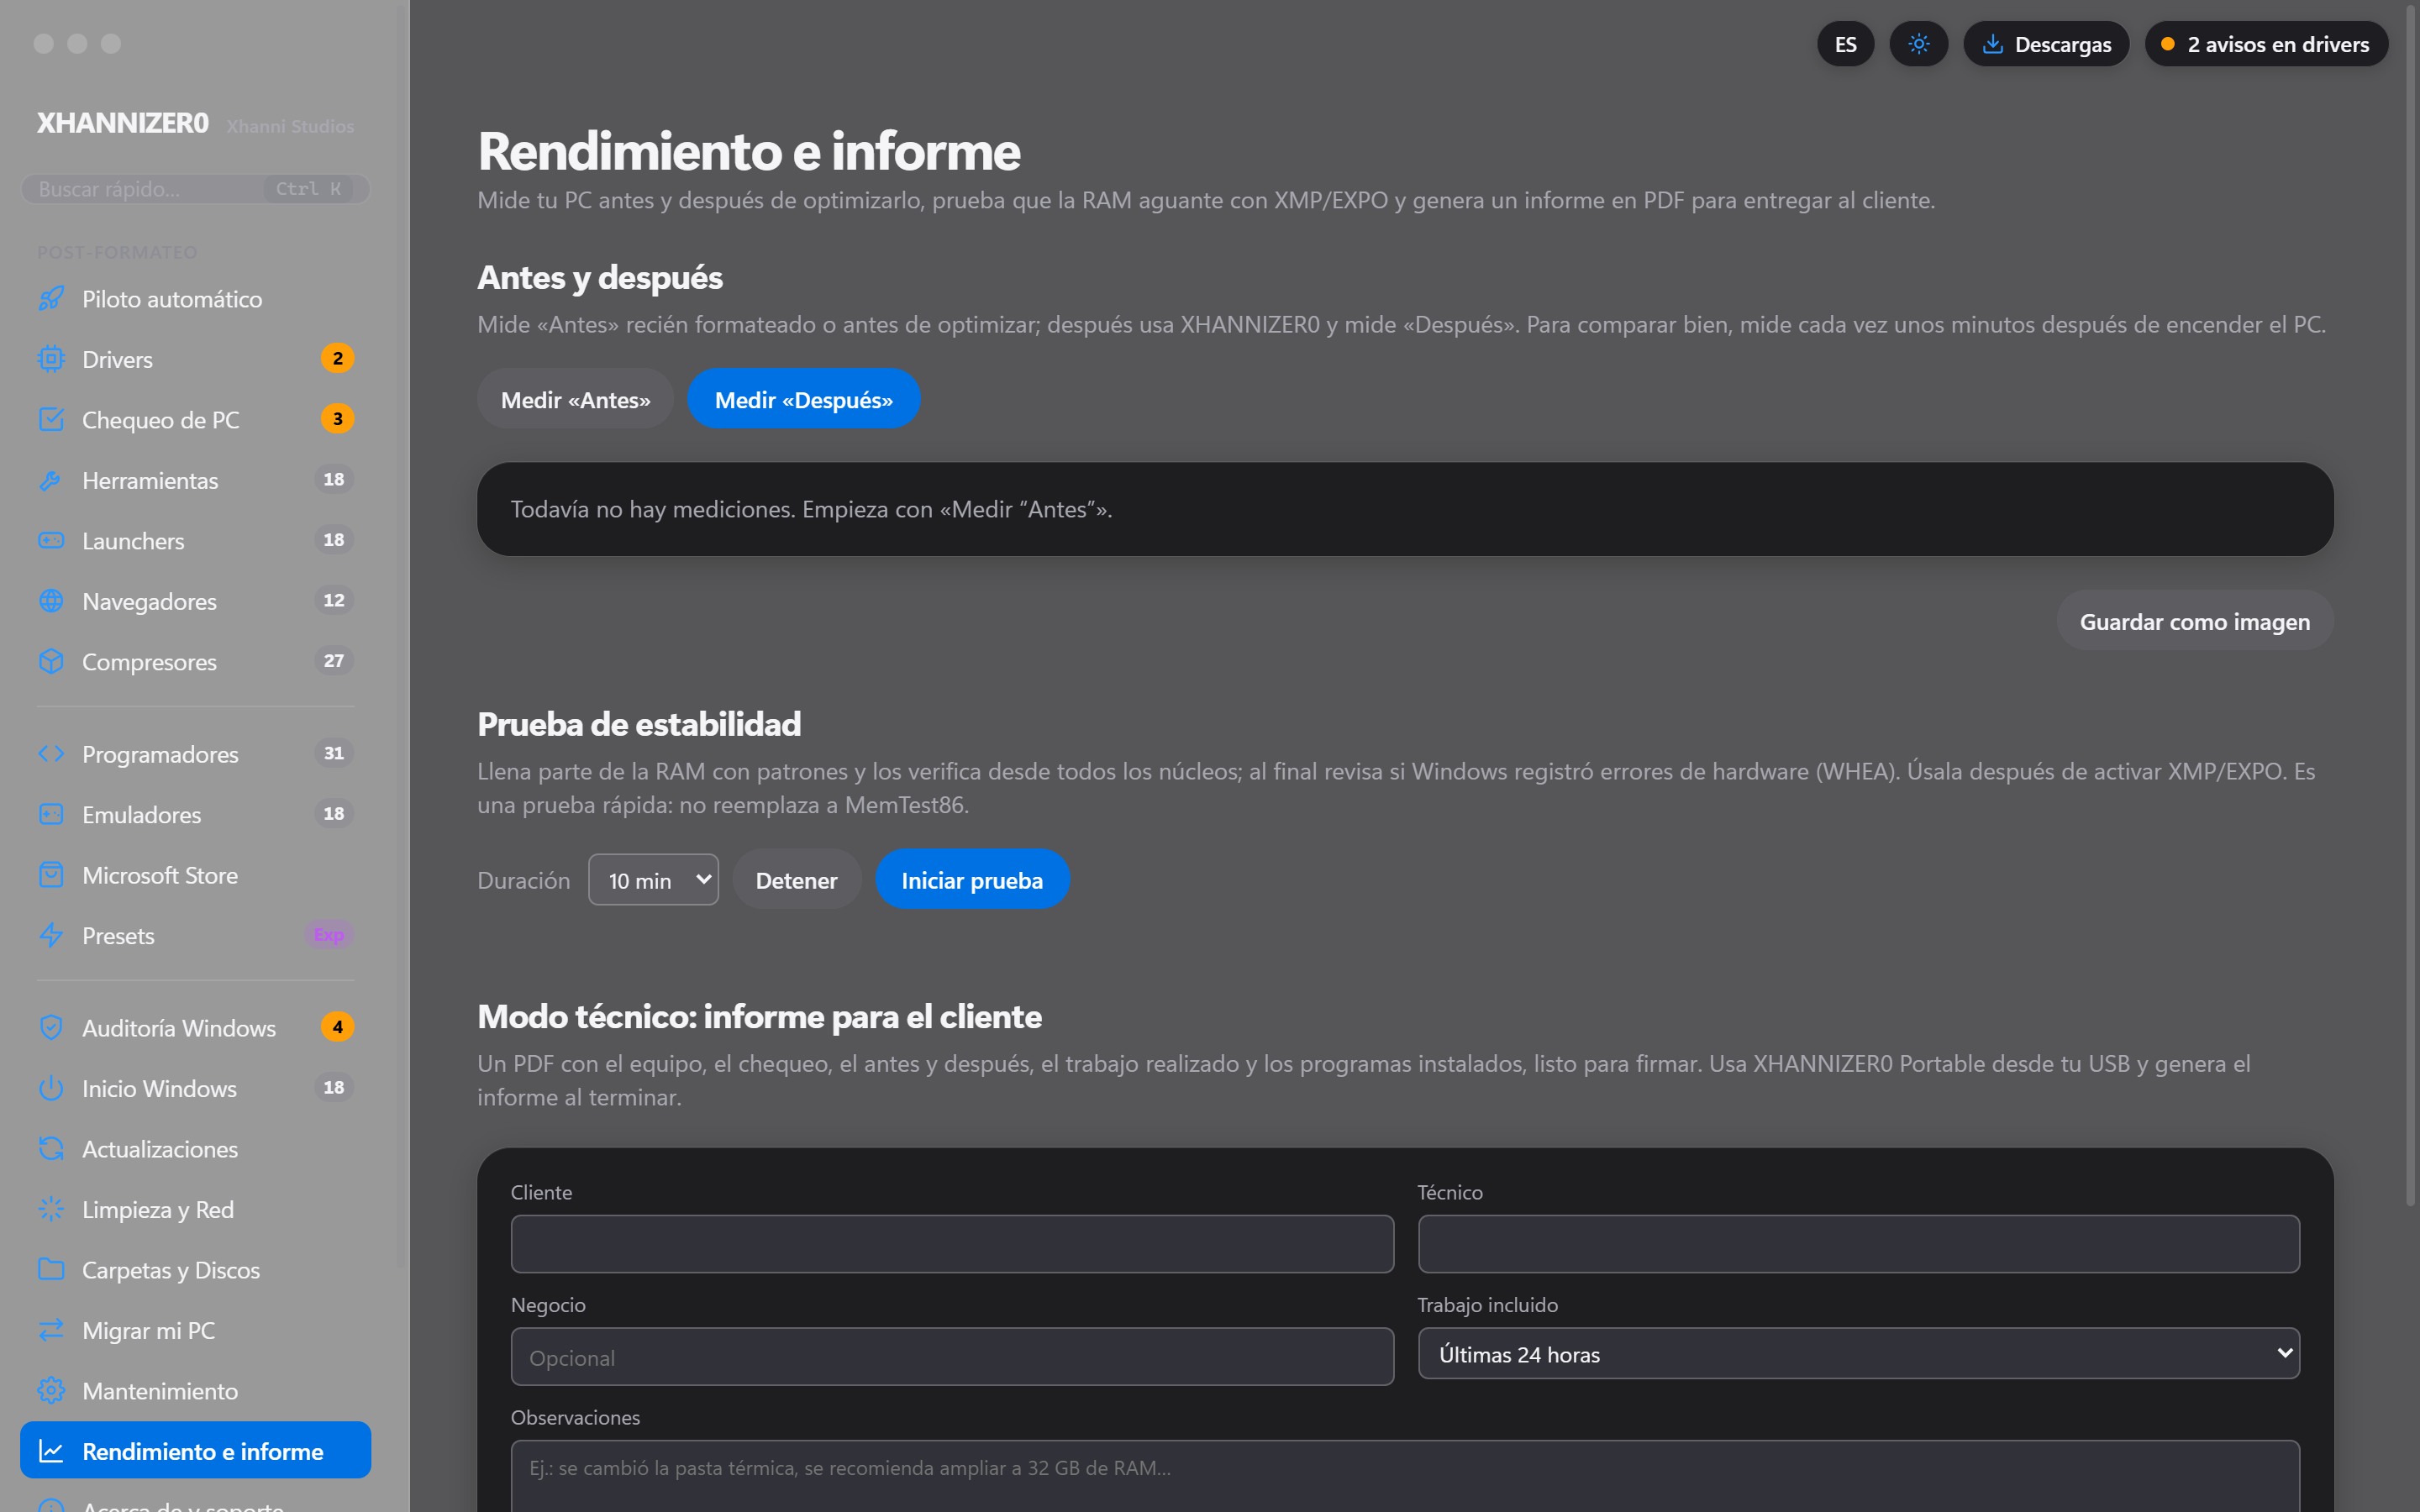 XHANNIZER0 Xhanni Studios
Buscar rápido... Ctrl K
POST-FORMATEO
Piloto automático
Drivers 2
Chequeo de PC 3
Herramientas 18
Launchers 18
Navegadores 12
Compresores 27
Programadores 31
Emuladores 18
Microsoft Store
Presets Exp
Auditoría Windows 4
Inicio Windows 18
Actualizaciones
Limpieza y Red
Carpetas y Discos
Migrar mi PC
Mantenimiento
Rendimiento e informe
Acerca de y soporte
ES Descargas 2 avisos en drivers
Rendimiento e informe
Mide tu PC antes y después de optimizarlo, prueba que la RAM aguante con XMP/EXPO y genera un informe en PDF para entregar al cliente.
Antes y después
Mide «Antes» recién formateado o antes de optimizar; después usa XHANNIZER0 y mide «Después». Para comparar bien, mide cada vez unos minutos después de encender el PC.
Medir «Antes» Medir «Después»
Todavía no hay mediciones. Empieza con «Medir “Antes”».
Guardar como imagen
Prueba de estabilidad
Llena parte de la RAM con patrones y los verifica desde todos los núcleos; al final revisa si Windows registró errores de hardware (WHEA). Úsala después de activar XMP/EXPO. Es
una prueba rápida: no reemplaza a MemTest86.
Duración 10 min Detener Iniciar prueba
Modo técnico: informe para el cliente
Un PDF con el equipo, el chequeo, el antes y después, el trabajo realizado y los programas instalados, listo para firmar. Usa XHANNIZER0 Portable desde tu USB y genera el
informe al terminar.
Cliente Técnico
Negocio Trabajo incluido
Opcional Últimas 24 horas
Observaciones
Ej.: se cambió la pasta térmica, se recomienda ampliar a 32 GB de RAM...